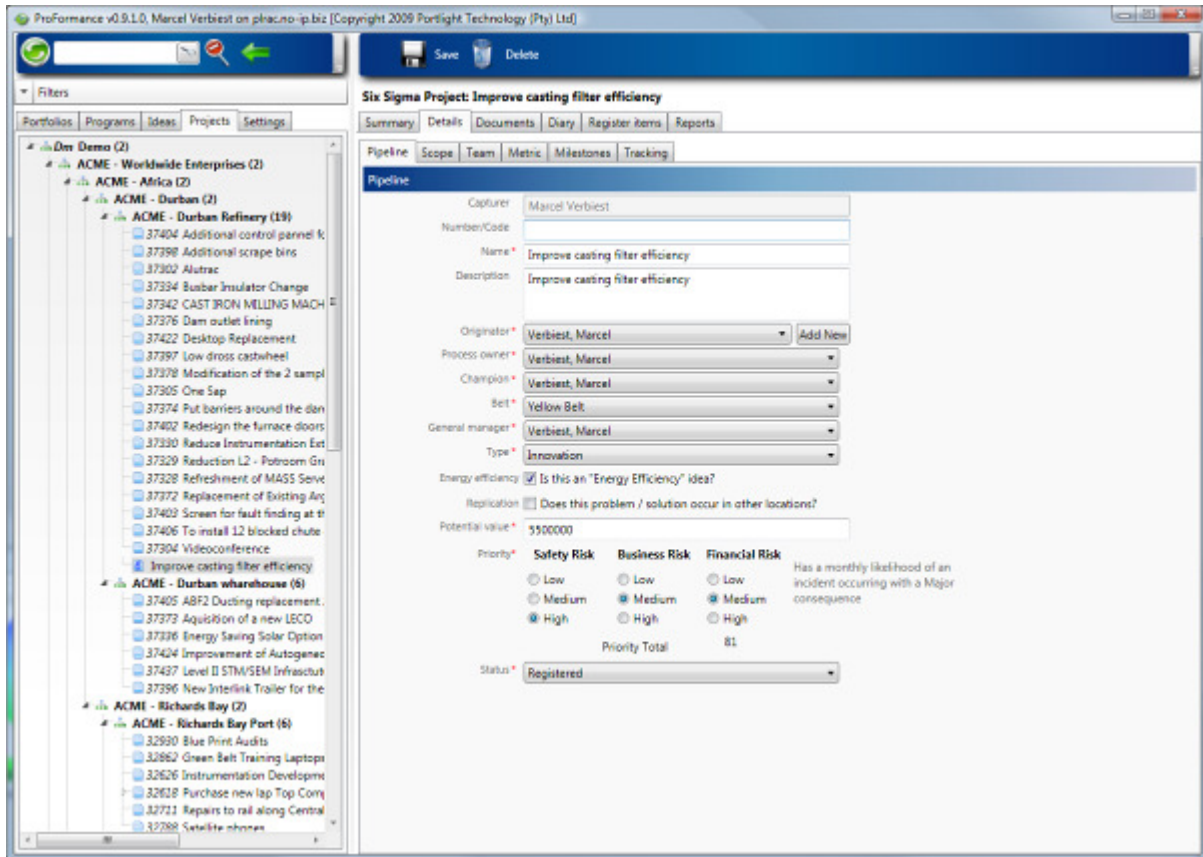 ProFormance v0.9.1.0, Marcel Verbiest on plrac.no-ip.biz [Copyright 2009 Portlight Technology (Pty) Ltd]
Save Delete
Filters
Portfolios Programs Ideas Projects Settings
Dm Demo (2)
ACME - Worldwide Enterprises (2)
ACME - Africa (2)
ACME - Durban (2)
ACME - Durban Refinery (19)
37404 Additional control pannel fc
37398 Additional scrape bins
37302 Alutrac
37334 Busbar Insulator Change
37342 CAST IRON MILLING MACH
37376 Dam outlet lining
37422 Desktop Replacement
37397 Low dross castwheel
37378 Modification of the 2 sampl
37305 One Sap
37374 Put barriers around the dan
37402 Redesign the furnace doors
37330 Reduce Instrumentation Ext
37329 Reduction L2 - Potroom Gra
37328 Refreshment of MASS Serve
37372 Replacement of Existing Arg
37403 Screen for fault finding at th
37406 To install 12 blocked chute
37304 Videoconference
Improve casting filter efficiency
ACME - Durban wharehouse (6)
37405 ABF2 Ducting replacement.
37373 Aquisition of a new LECO
37336 Energy Saving Solar Option
37424 Improvement of Autogenec
37437 Level II STM/SEM Infrasctut
37396 New Interlink Trailer for the
ACME - Richards Bay (2)
ACME - Richards Bay Port (6)
32930 Blue Print Audits
32862 Green Belt Training Laptops
32626 Instrumentation Developme
32618 Purchase new lap Top Comp
32711 Repairs to rail along Central
32788 Satellite phones
Six Sigma Project: Improve casting filter efficiency
Summary Details Documents Diary Register items Reports
Pipeline Scope Team Metric Milestones Tracking
Pipeline
Capturer Marcel Verbiest
Number/Code
Name * Improve casting filter efficiency
Description Improve casting filter efficiency
Originator * Verbiest, Marcel Add New
Process owner * Verbiest, Marcel
Champion * Verbiest, Marcel
Belt * Yellow Belt
General manager * Verbiest, Marcel
Type * Innovation
Energy efficiency Is this an "Energy Efficiency" idea?
Replication Does this problem / solution occur in other locations?
Potential value * 5500000
Priority * Safety Risk Business Risk Financial Risk
Low Low Low
Medium Medium Medium
High High High
Has a monthly likelihood of an
incident occurring with a Major
consequence
Priority Total 81
Status * Registered